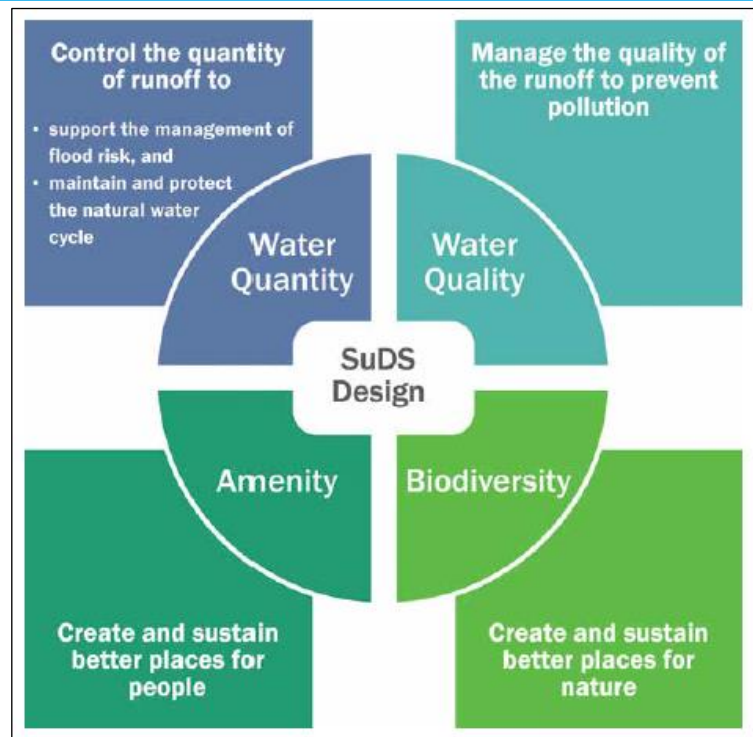 Control the quantity
of runoff to
• support the management of
flood risk, and
• maintain and protect
the natural water
cycle
Manage the quality of
the runoff to prevent
pollution
Water
Quantity
Water
Quality
SuDS
Design
Amenity
Biodiversity
Create and sustain
better places for
people
Create and sustain
better places for
nature